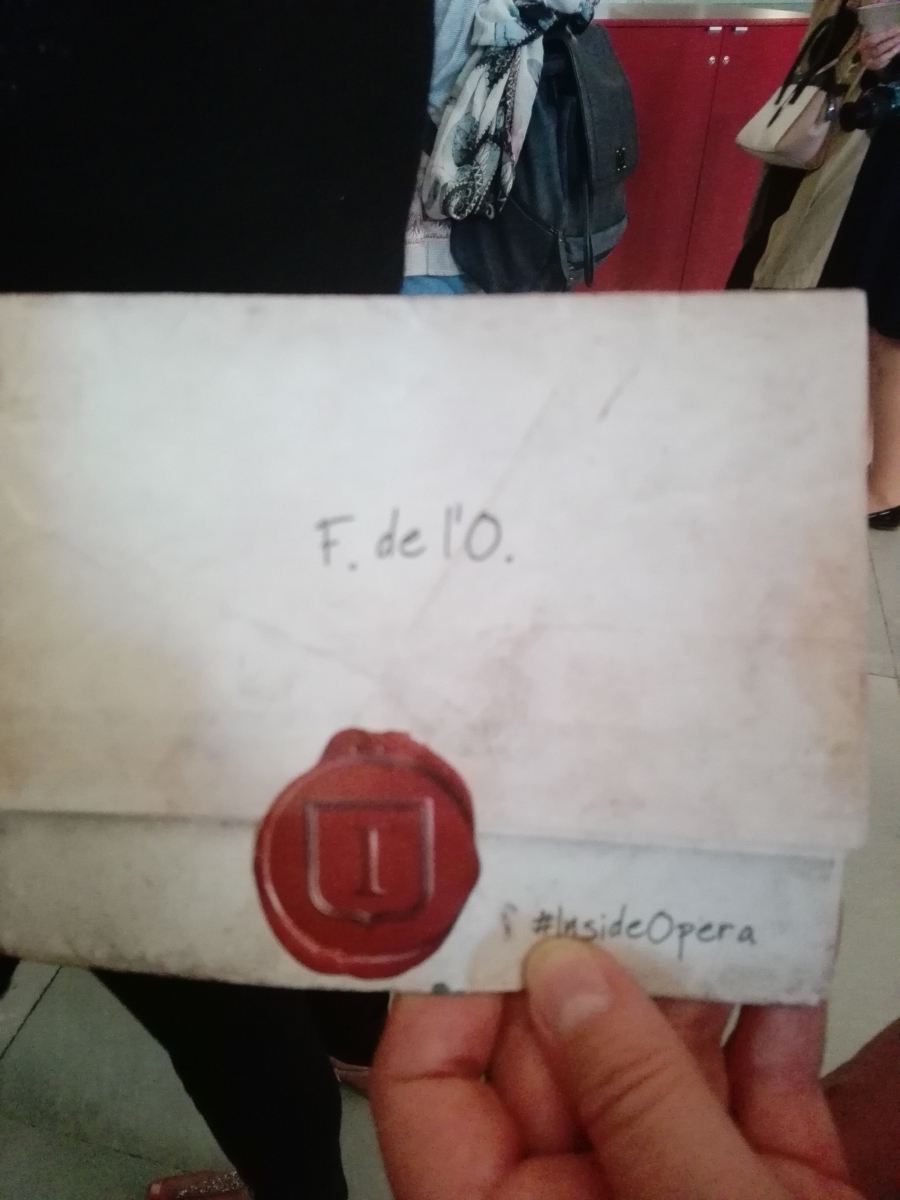 F. de l'O.
I
#InsideOpera